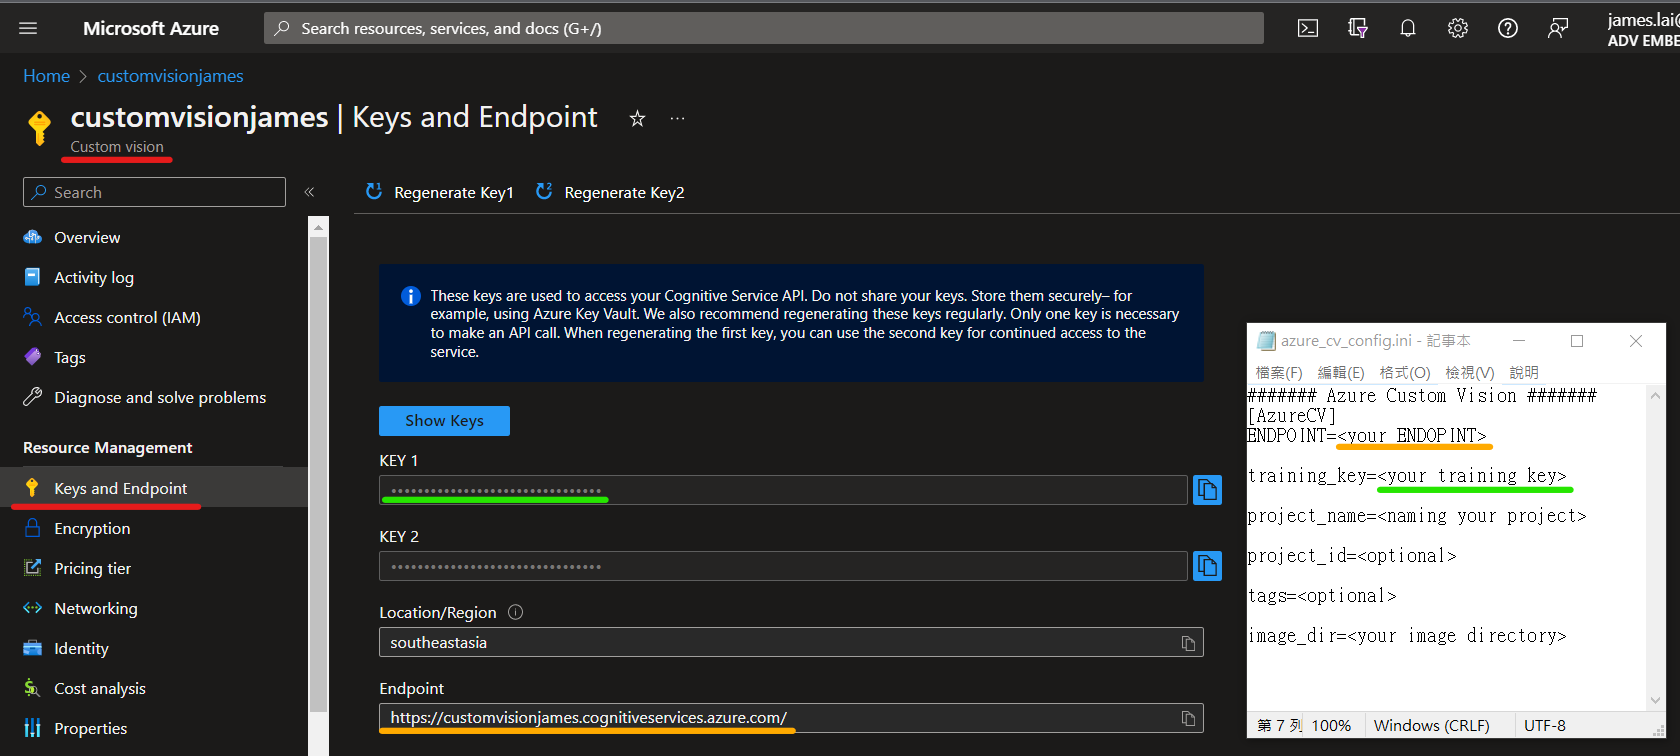 Microsoft Azure
Search resources, services, and docs (G+/)
james.lai@
ADV EMBE
Home > customvisionjames
customvisionjames | Keys and Endpoint
Custom vision
Search
Regenerate Key1
Regenerate Key2
Overview
Activity log
Access control (IAM)
Tags
Diagnose and solve problems
Resource Management
Keys and Endpoint
Encryption
Pricing tier
Networking
Identity
Cost analysis
Properties
These keys are used to access your Cognitive Service API. Do not share your keys. Store them securely– for
example, using Azure Key Vault. We also recommend regenerating these keys regularly. Only one key is necessary
to make an API call. When regenerating the first key, you can use the second key for continued access to the
service.
Show Keys
KEY 1
••••••••••••••••••••••••••••••••
KEY 2
••••••••••••••••••••••••••••••••
Location/Region
southeastasia
Endpoint
https://customvisionjames.cognitiveservices.azure.com/
azure_cv_config.ini - 記事本
檔案(F) 編輯(E) 格式(O) 檢視(V) 說明
####### Azure Custom Vision #######
[AzureCV]
ENDPOINT=<your ENDOPINT>
training_key=<your training key>
project_name=<naming your project>
project_id=<optional>
tags=<optional>
image_dir=<your image directory>
第 7 列 100% Windows (CRLF) UTF-8